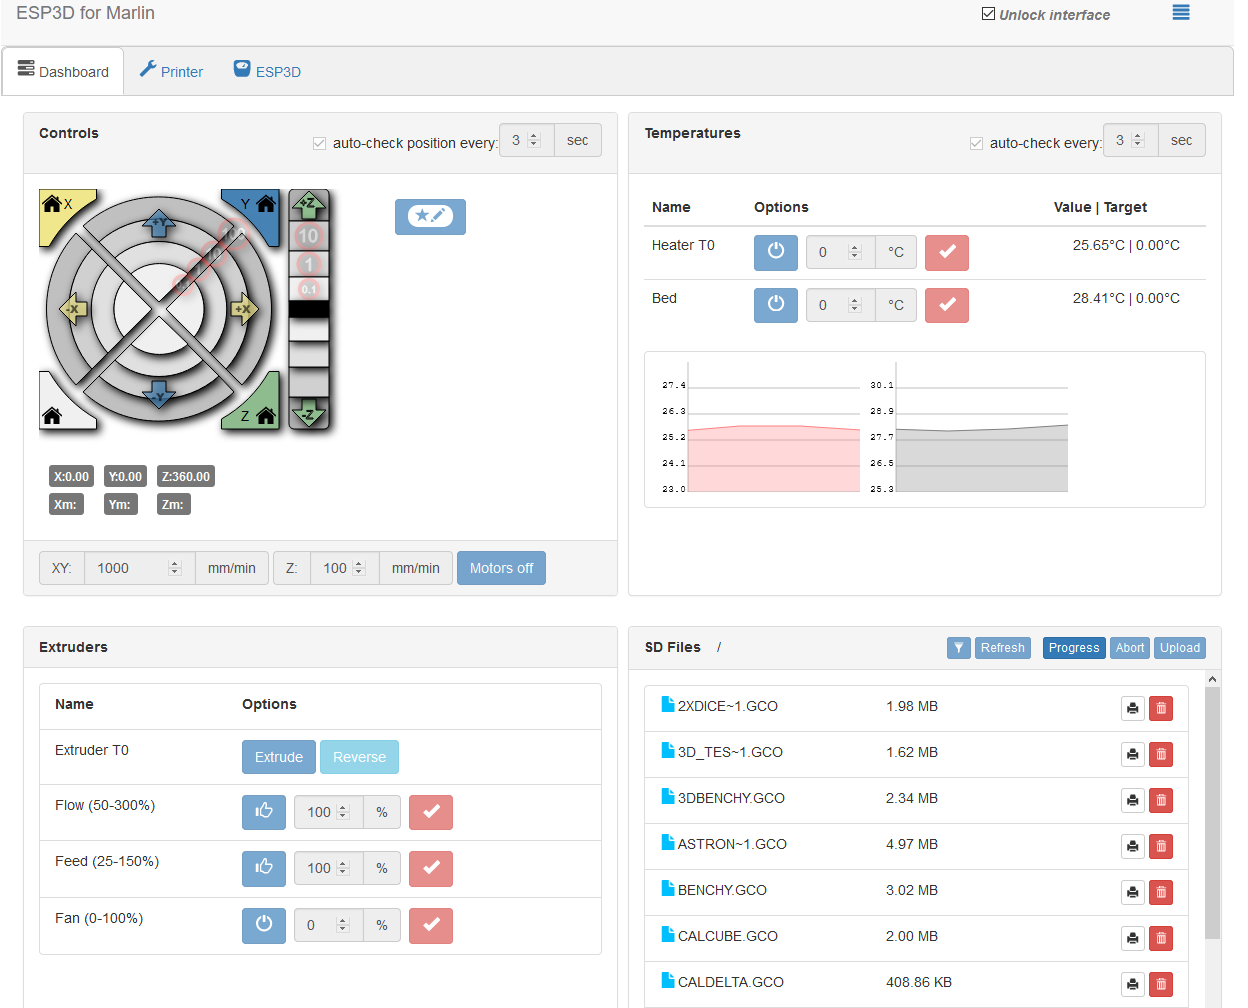 ESP3D for Marlin
Unlock interface
Dashboard Printer ESP3D
Controls
auto-check position every: 3 sec
X Y
+Y
-X +X
-Y
Z
100
10
1
0.1
+Z
10
1
0.1
-Z
X:0.00 Y:0.00 Z:360.00
Xm: Ym: Zm:
XY: 1000 mm/min Z: 100 mm/min Motors off
Temperatures
auto-check every: 3 sec
Name Options Value | Target
Heater T0 0 °C 25.65°C | 0.00°C
Bed 0 °C 28.41°C | 0.00°C
27.4
26.3
25.2
24.1
23.0
30.1
28.9
27.7
26.5
25.3
Extruders
Name Options
Extruder T0 Extrude Reverse
Flow (50-300%) 100 %
Feed (25-150%) 100 %
Fan (0-100%) 0 %
SD Files / Refresh Progress Abort Upload
2XDICE~1.GCO 1.98 MB
3D_TES~1.GCO 1.62 MB
3DBENCHY.GCO 2.34 MB
ASTRON~1.GCO 4.97 MB
BENCHY.GCO 3.02 MB
CALCUBE.GCO 2.00 MB
CALDELTA.GCO 408.86 KB